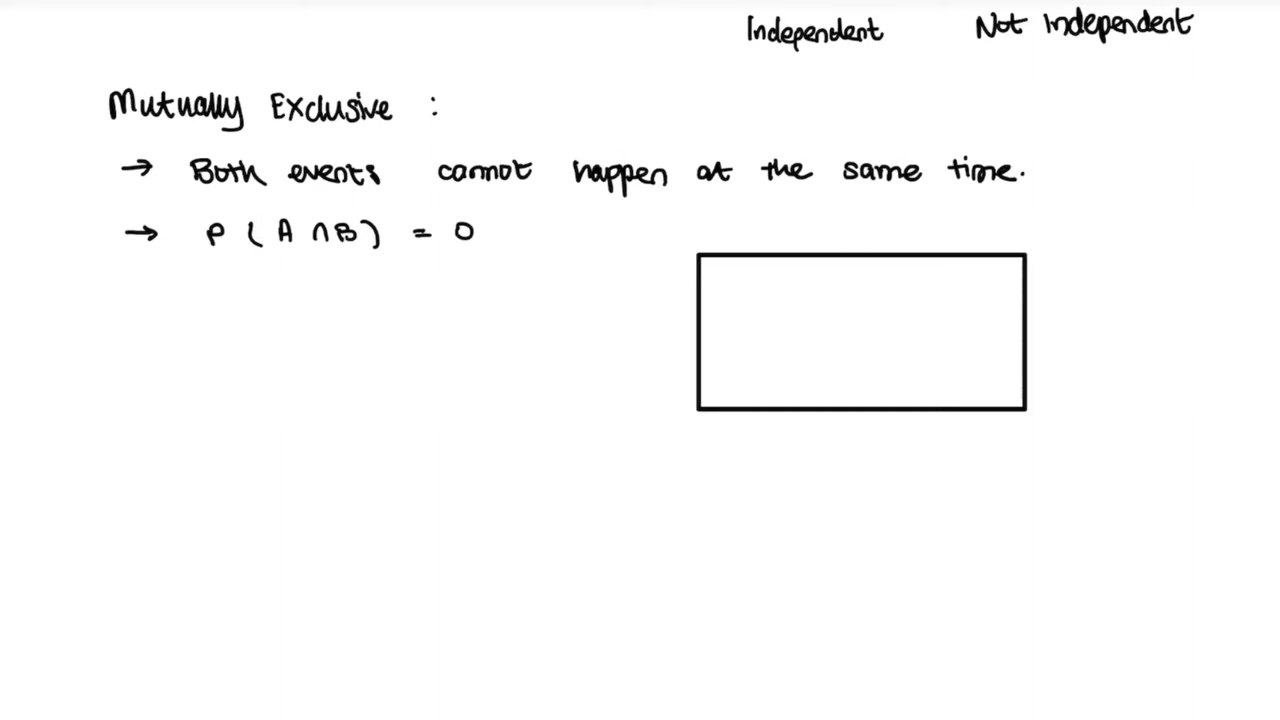 Independent Not Independent
Mutually Exclusive :
→ Both events cannot happen at the same time.
→ P ( A ∩ B ) = 0